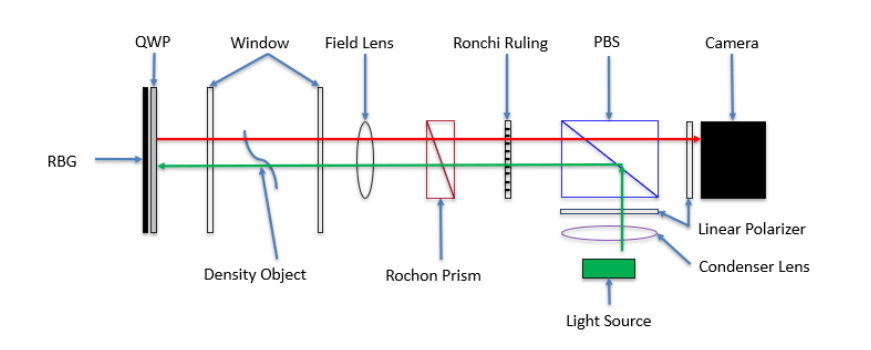 QWP
Window
Field Lens
Ronchi Ruling
PBS
Camera
RBG
Density Object
Rochon Prism
Linear Polarizer
Condenser Lens
Light Source